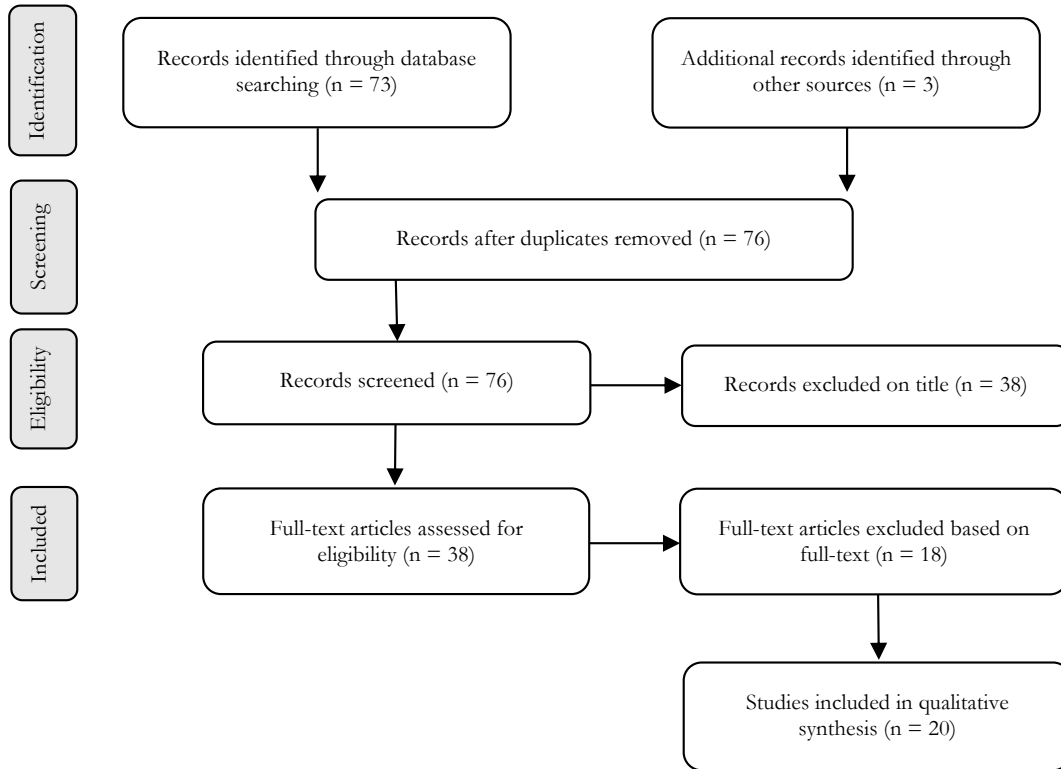 Identification
Records identified through database
searching (n = 73)
Additional records identified through
other sources (n = 3)
Screening
Records after duplicates removed (n = 76)
Eligibility
Records screened (n = 76)
Records excluded on title (n = 38)
Included
Full-text articles assessed for
eligibility (n = 38)
Full-text articles excluded based on
full-text (n = 18)
Studies included in qualitative
synthesis (n = 20)